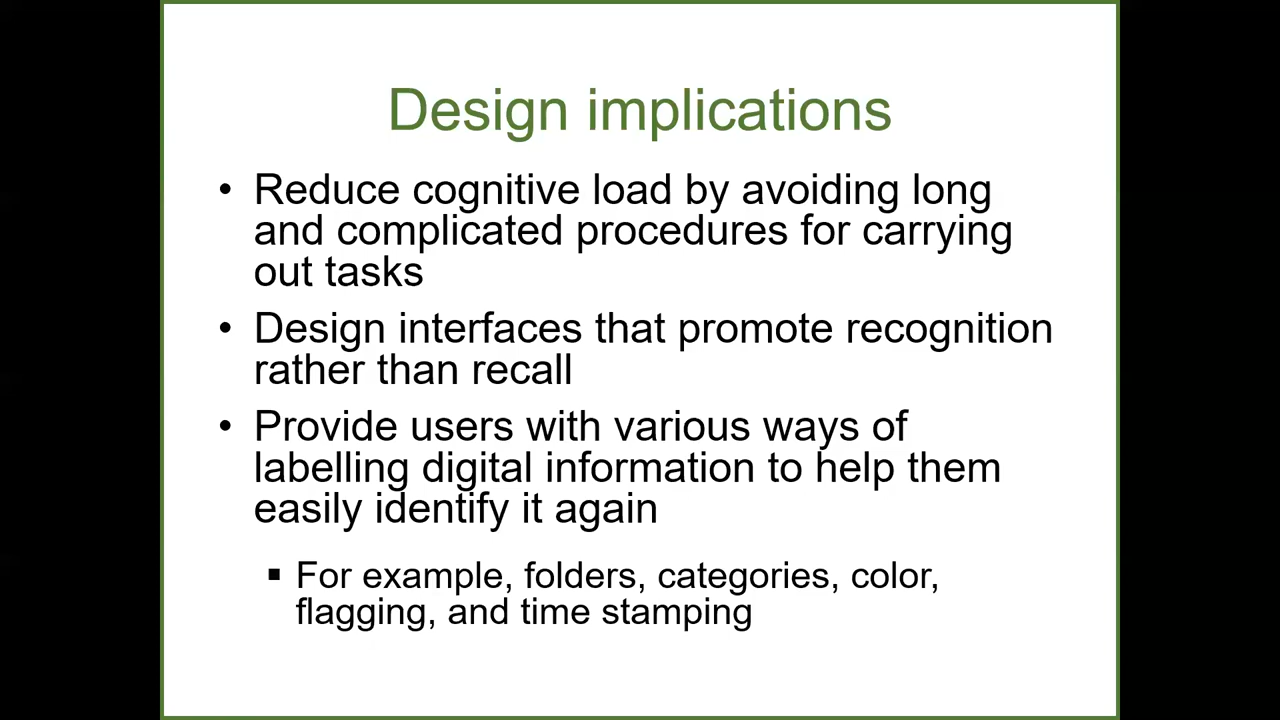 Design implications
• Reduce cognitive load by avoiding long
and complicated procedures for carrying
out tasks
• Design interfaces that promote recognition
rather than recall
• Provide users with various ways of
labelling digital information to help them
easily identify it again
▪ For example, folders, categories, color,
flagging, and time stamping